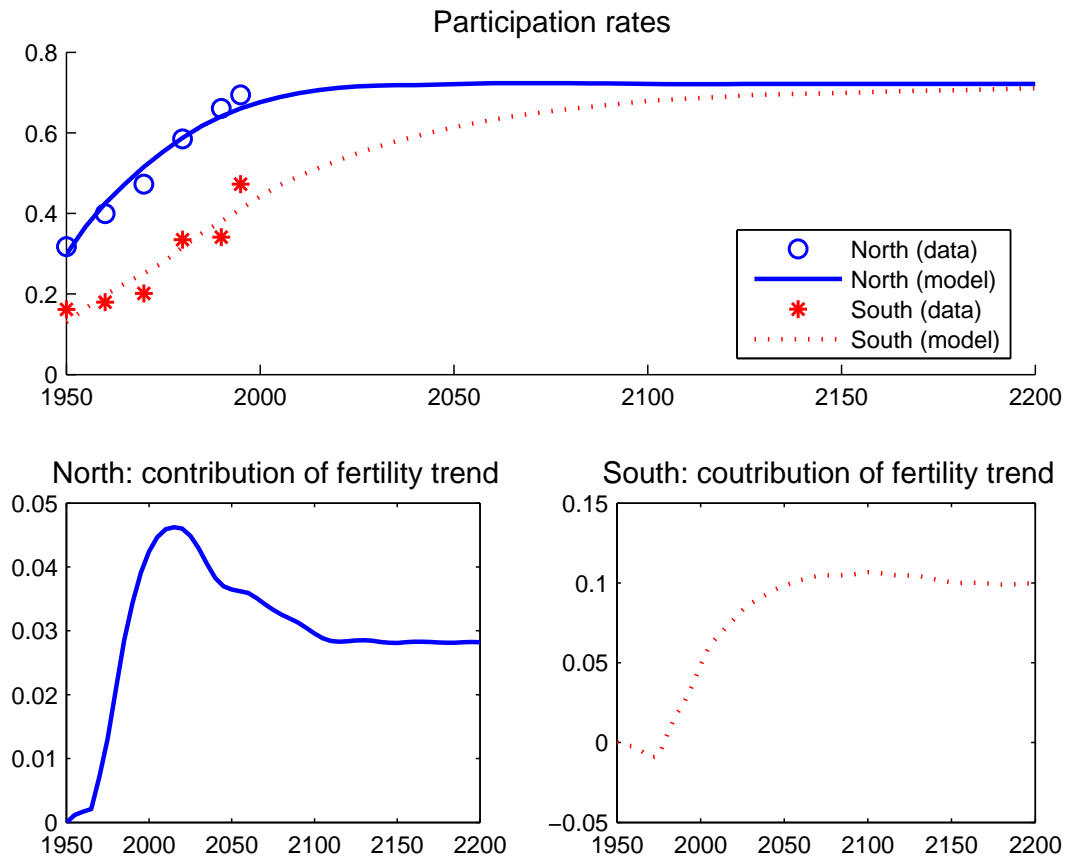 Participation rates
0.8
0.6
0.4
0.2
0
1950 2000 2050 2100 2150 2200
North (data)
North (model)
South (data)
South (model)
North: contribution of fertility trend
0.05
0.04
0.03
0.02
0.01
0
1950 2000 2050 2100 2150 2200
South: coutribution of fertility trend
0.15
0.1
0.05
0
−0.05
1950 2000 2050 2100 2150 2200